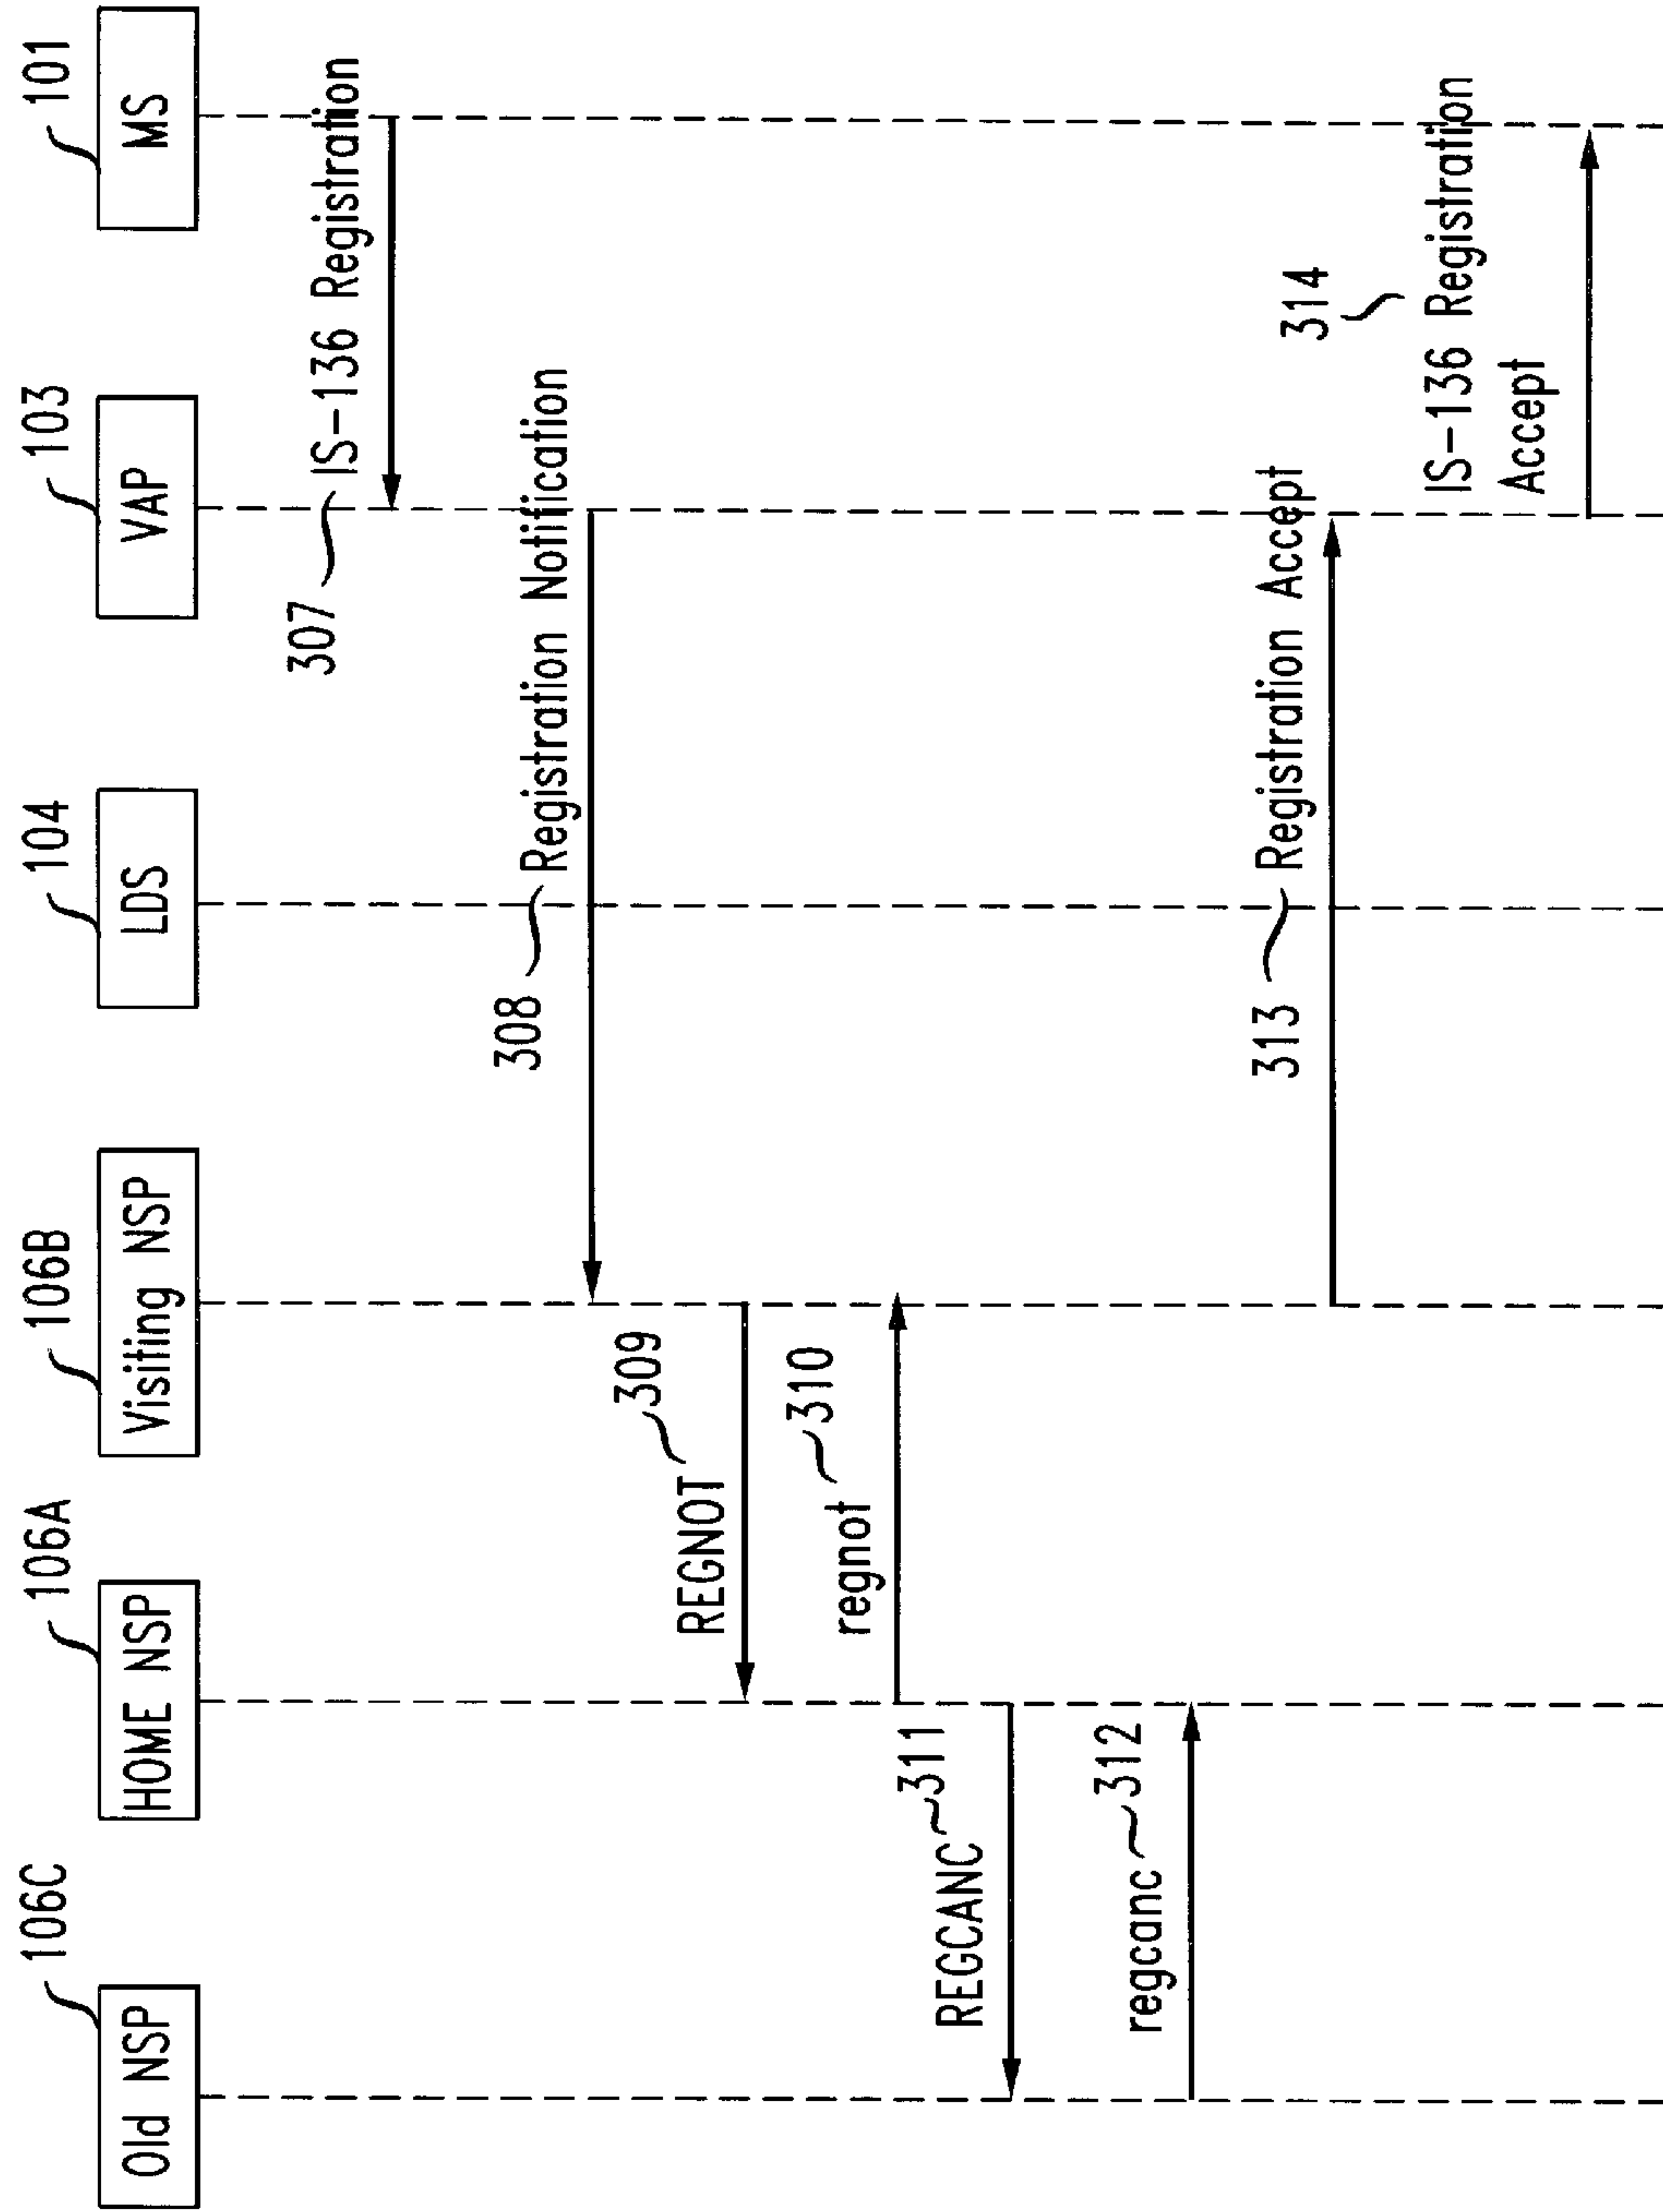 106C
Old NSP
106A
HOME NSP
106B
Visiting NSP
104
LDS
103
VAP
101
MS
307 IS-136 Registration
308 Registration Notification
309
REGNOT
regnot 310
REGCANC 311
regcanc 312
313 Registration Accept
314
IS-136 Registration
Accept